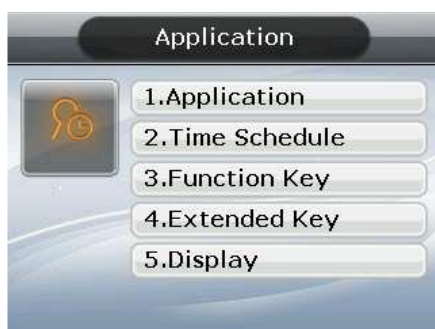 Application
1.Application
2.Time Schedule
3.Function Key
4.Extended Key
5.Display